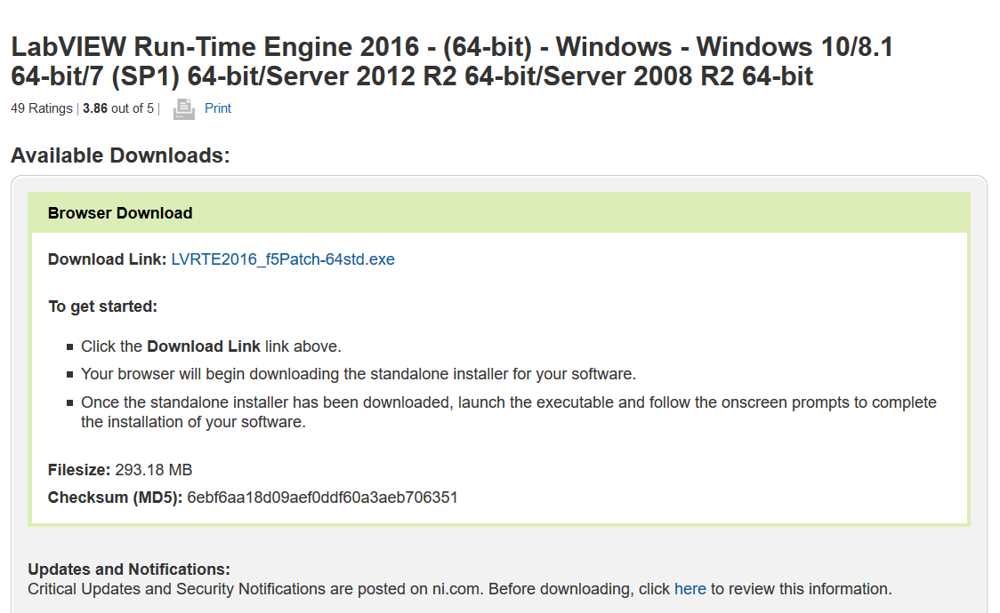 LabVIEW Run-Time Engine 2016 - (64-bit) - Windows - Windows 10/8.1
64-bit/7 (SP1) 64-bit/Server 2012 R2 64-bit/Server 2008 R2 64-bit
49 Ratings | 3.86 out of 5 | Print
Available Downloads:
Browser Download
Download Link: LVRTE2016_f5Patch-64std.exe
To get started:
Click the Download Link link above.
Your browser will begin downloading the standalone installer for your software.
Once the standalone installer has been downloaded, launch the executable and follow the onscreen prompts to complete
the installation of your software.
Filesize: 293.18 MB
Checksum (MD5): 6ebf6aa18d09aef0ddf60a3aeb706351
Updates and Notifications:
Critical Updates and Security Notifications are posted on ni.com. Before downloading, click here to review this information.